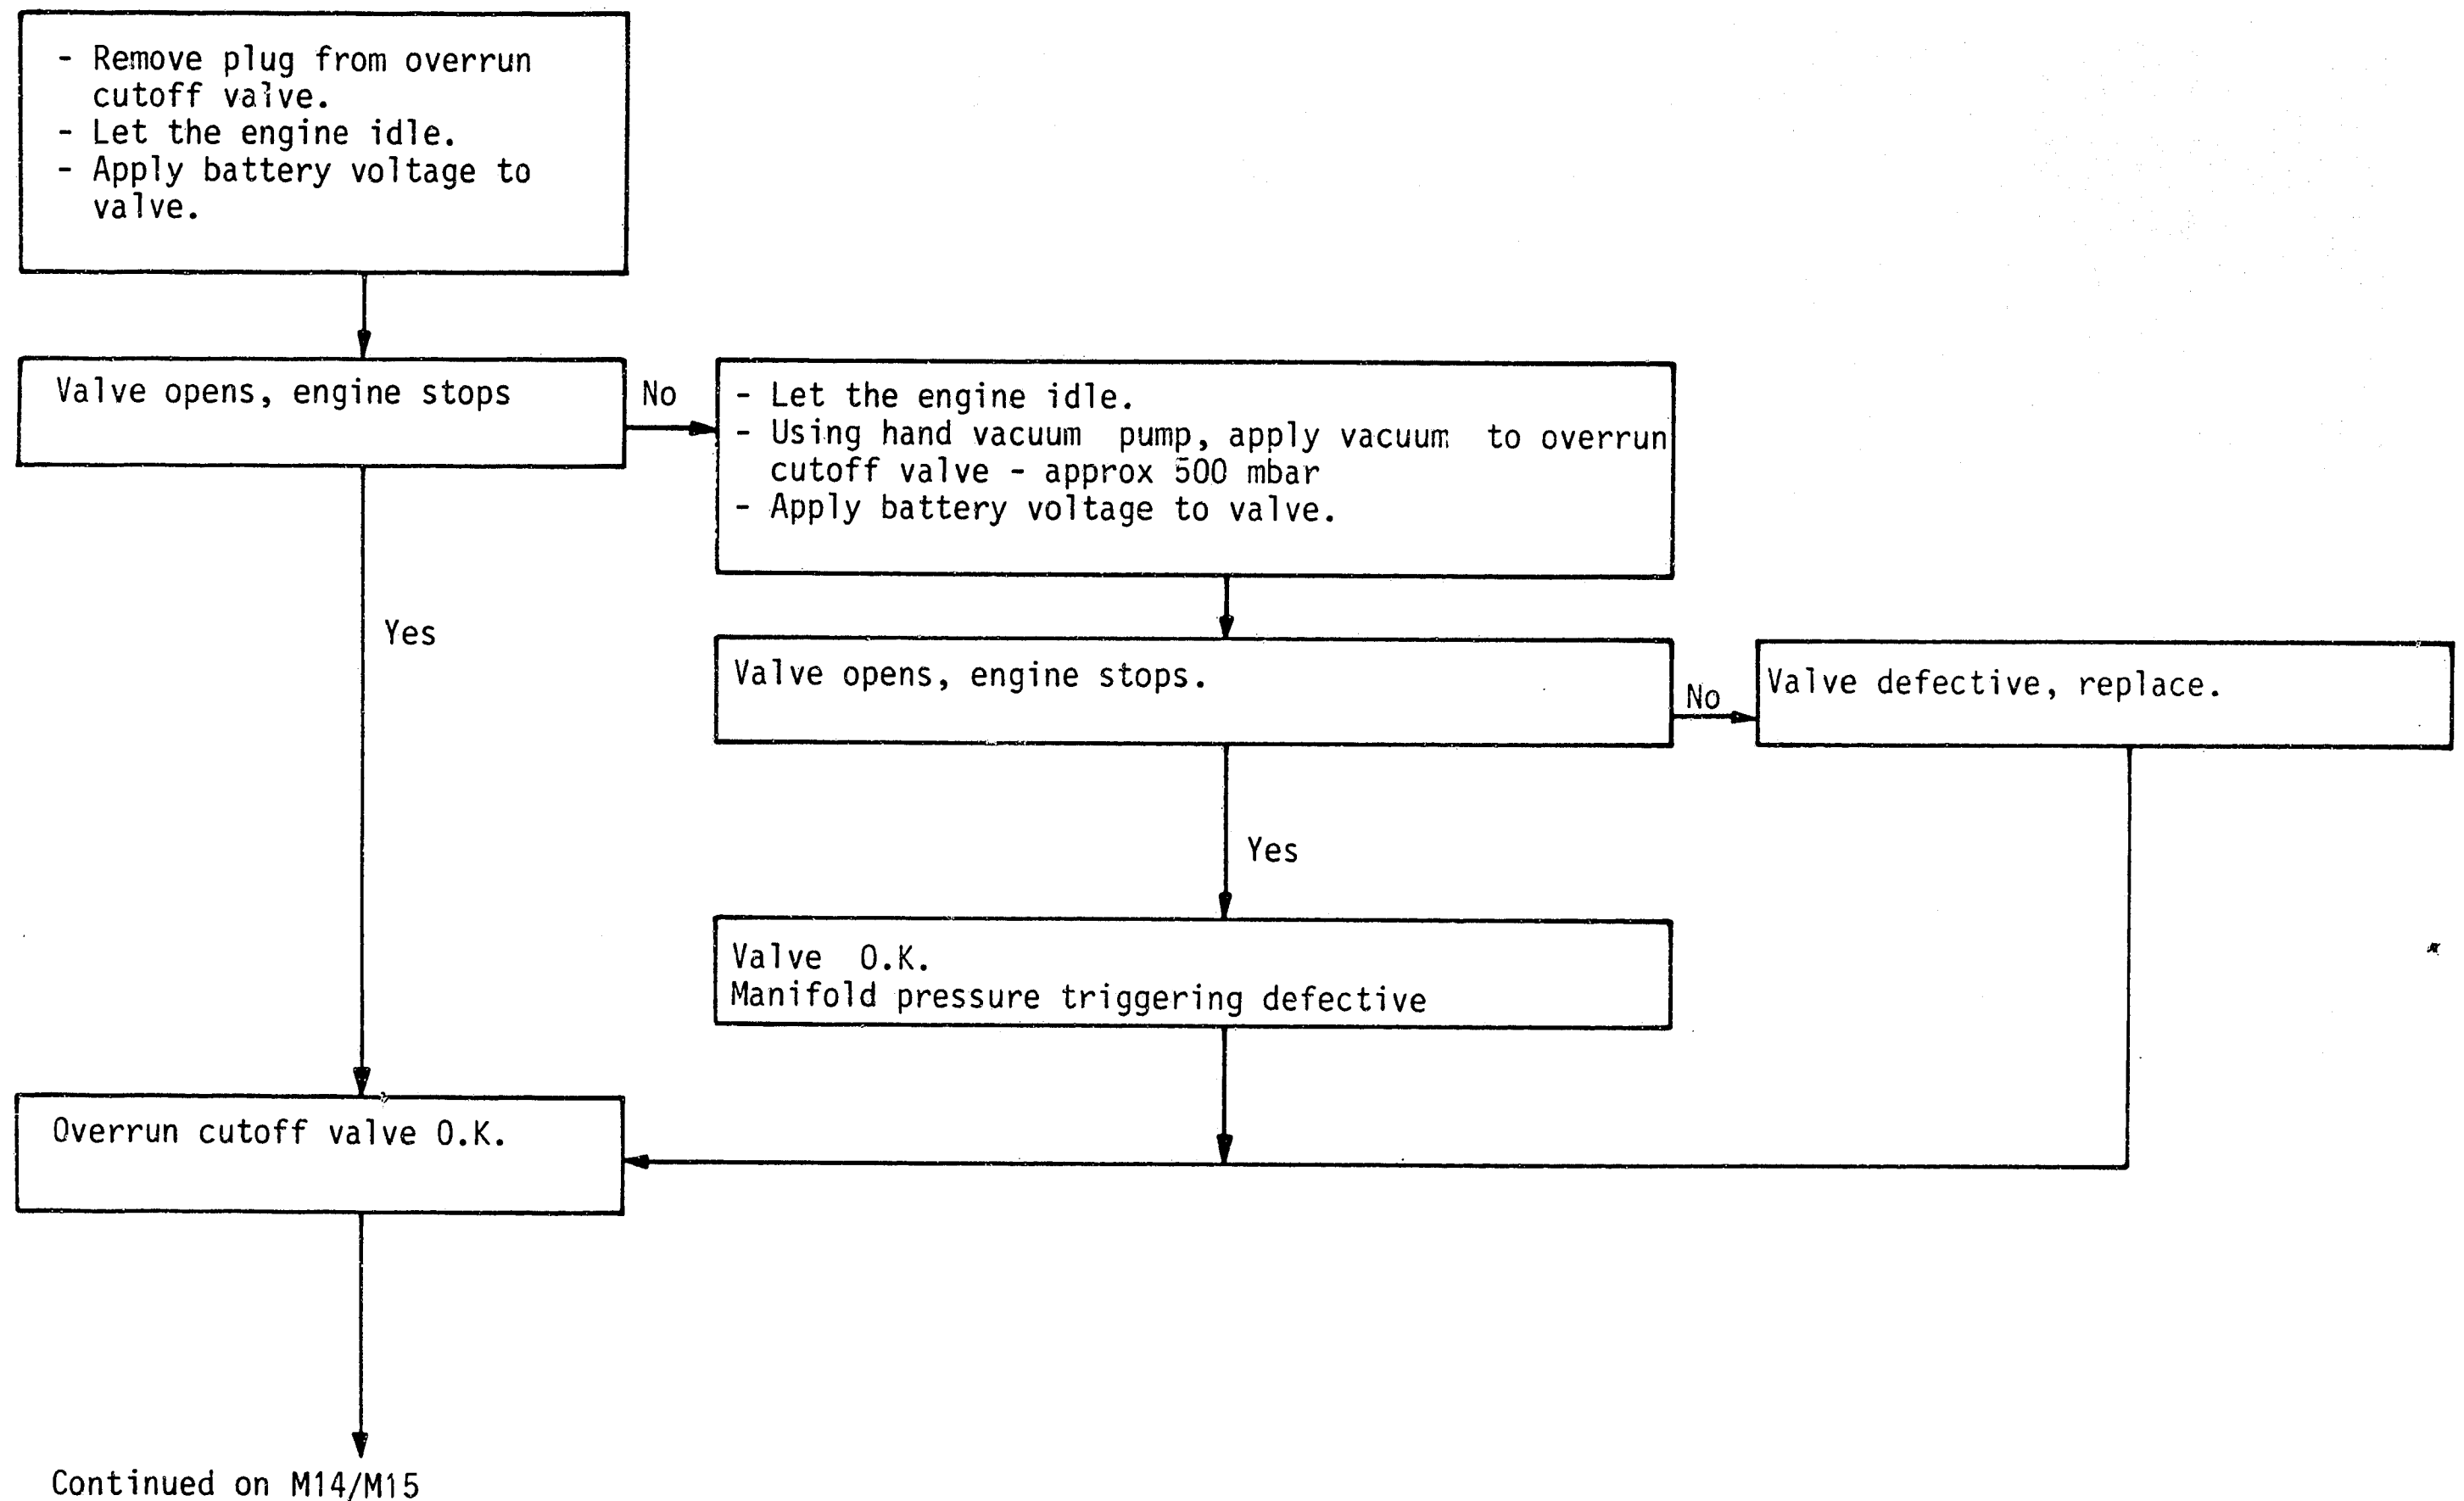 - Remove plug from overrun
cutoff valve.
- Let the engine idle.
- Apply battery voltage to
valve.
Valve opens, engine stops
No
- Let the engine idle.
- Using hand vacuum pump, apply vacuum to overrun
cutoff valve - approx 500 mbar
- Apply battery voltage to valve.
Yes
Valve opens, engine stops.
No
Valve defective, replace.
Yes
Valve O.K.
Manifold pressure triggering defective
Overrun cutoff valve O.K.
Continued on M14/M15